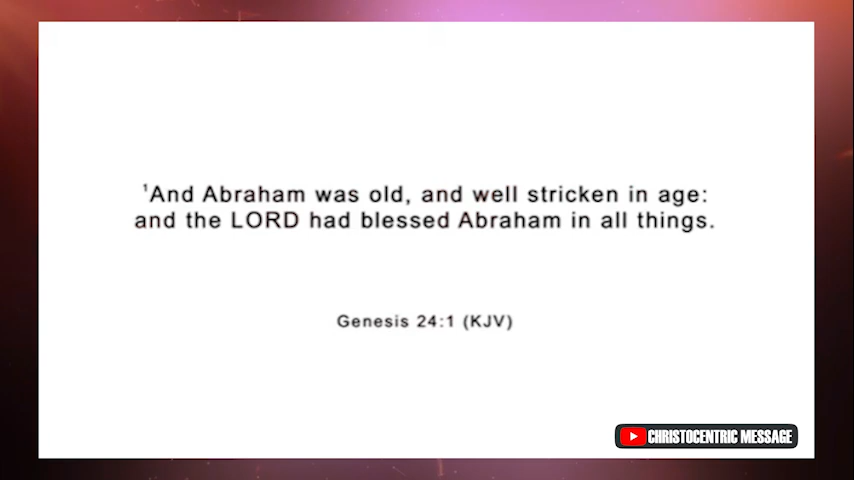 ¹And Abraham was old, and well stricken in age:
and the LORD had blessed Abraham in all things.
Genesis 24:1 (KJV)
CHRISTOCENTRIC MESSAGE